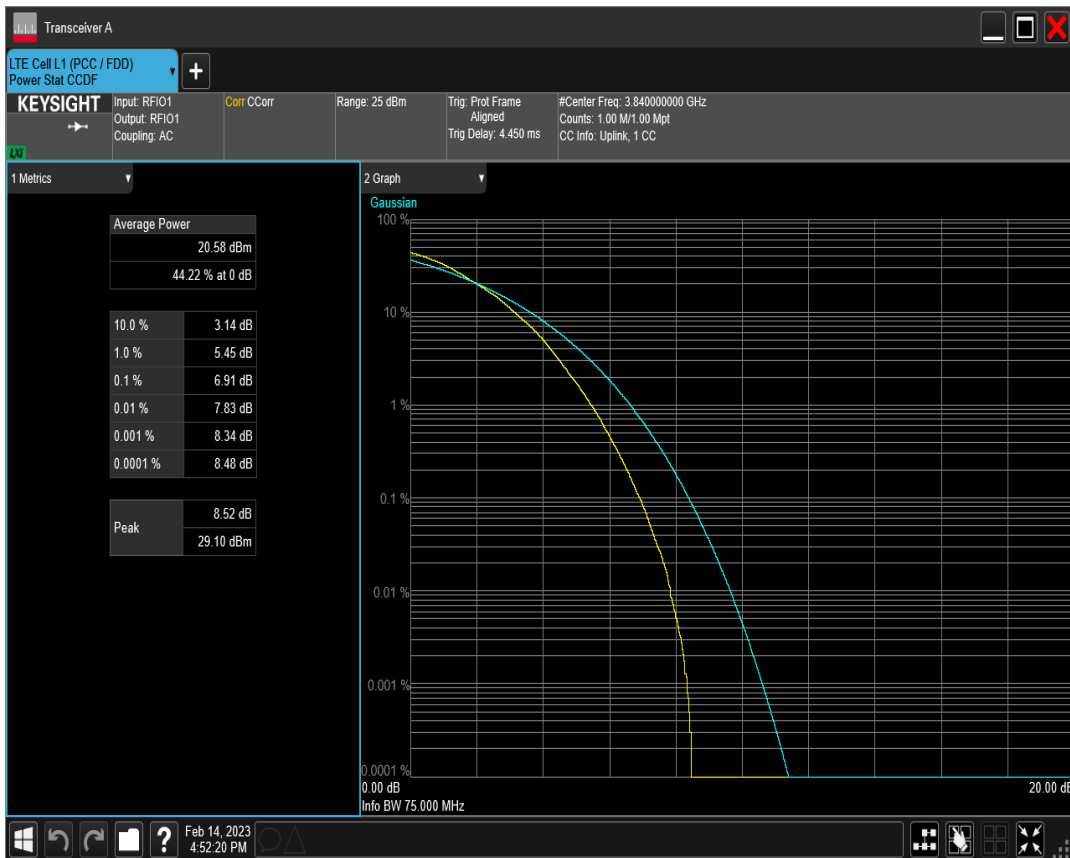 Transceiver A
LTE Cell L1 (PCC / FDD)
Power Stat CCDF
KEYSIGHT
LXI
Input: RFIO1
Output: RFIO1
Coupling: AC
Corr CCorr
Range: 25 dBm
Trig: Prot Frame
Aligned
Trig Delay: 4.450 ms
#Center Freq: 3.840000000 GHz
Counts: 1.00 M/1.00 Mpt
CC Info: Uplink, 1 CC
1 Metrics
Average Power
20.58 dBm
44.22 % at 0 dB
10.0 % 3.14 dB
1.0 % 5.45 dB
0.1 % 6.91 dB
0.01 % 7.83 dB
0.001 % 8.34 dB
0.0001 % 8.48 dB
Peak
8.52 dB
29.10 dBm
2 Graph
Gaussian
100 %
10 %
1 %
0.1 %
0.01 %
0.001 %
0.0001 %
0.00 dB 20.00 dB
Info BW 75.000 MHz
? Feb 14, 2023
4:52:20 PM